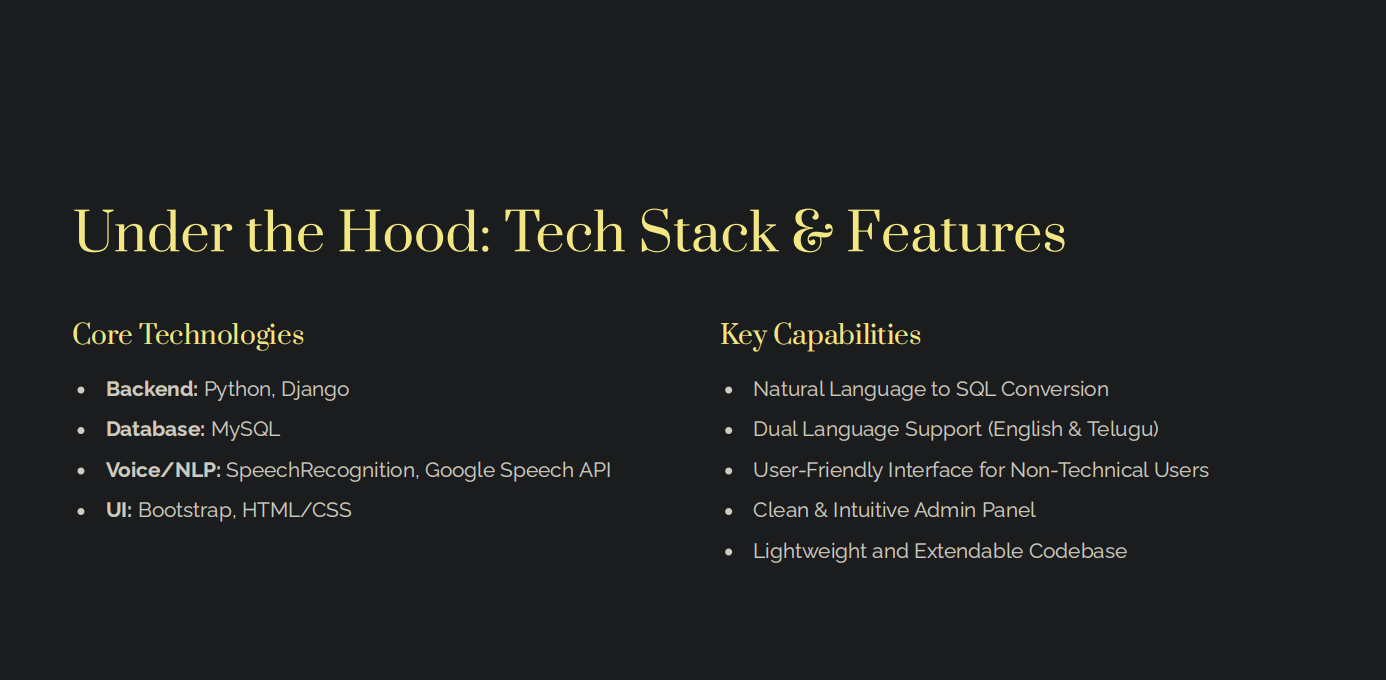 Under the Hood: Tech Stack & Features
Core Technologies
• Backend: Python, Django
• Database: MySQL
• Voice/NLP: SpeechRecognition, Google Speech API
• UI: Bootstrap, HTML/CSS
Key Capabilities
• Natural Language to SQL Conversion
• Dual Language Support (English & Telugu)
• User-Friendly Interface for Non-Technical Users
• Clean & Intuitive Admin Panel
• Lightweight and Extendable Codebase